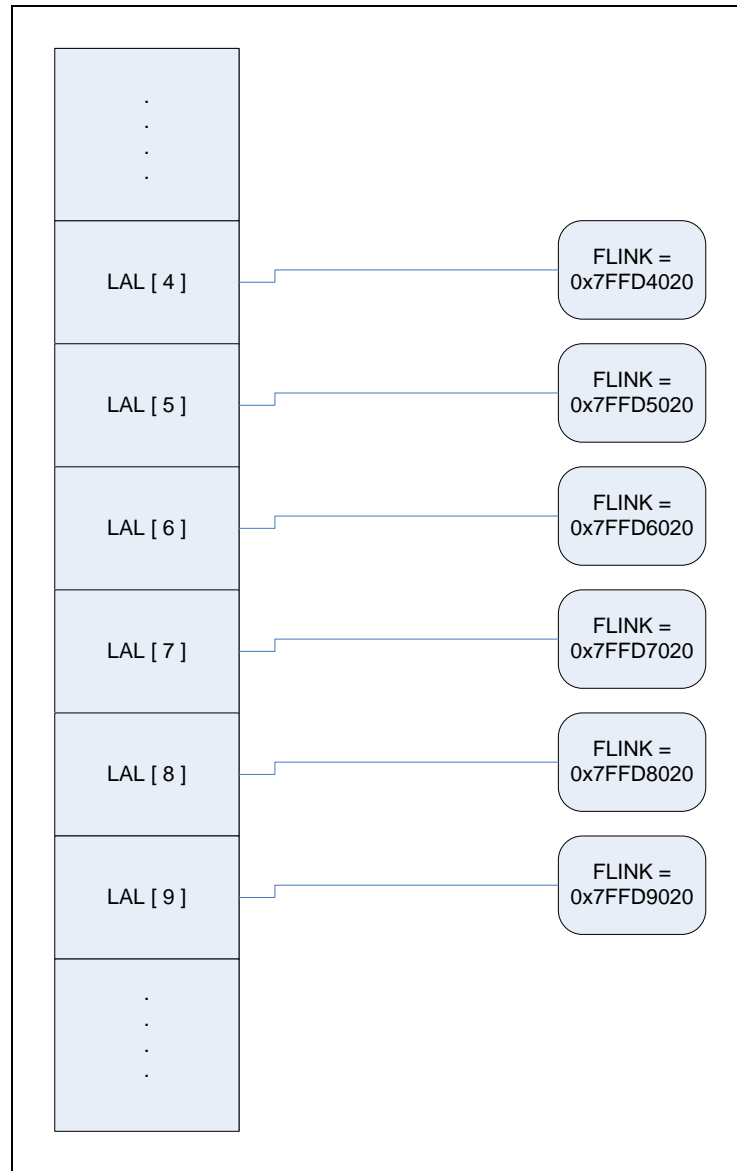 .
.
.
.
LAL [ 4 ]
FLINK =
0x7FFD4020
LAL [ 5 ]
FLINK =
0x7FFD5020
LAL [ 6 ]
FLINK =
0x7FFD6020
LAL [ 7 ]
FLINK =
0x7FFD7020
LAL [ 8 ]
FLINK =
0x7FFD8020
LAL [ 9 ]
FLINK =
0x7FFD9020
.
.
.
.